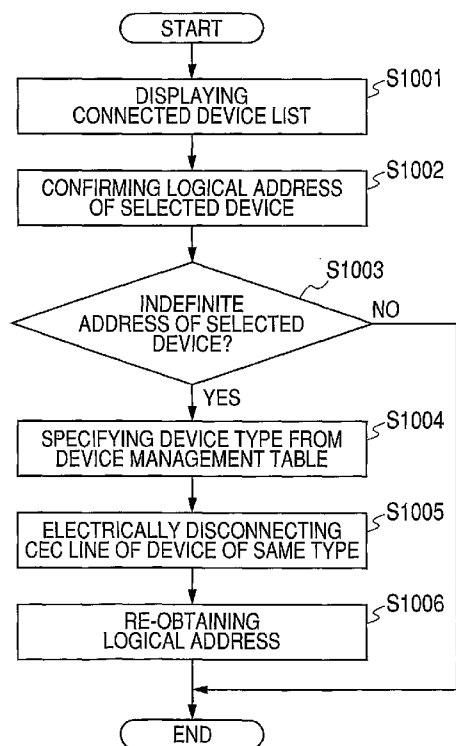 START
S1001
DISPLAYING
CONNECTED DEVICE LIST
S1002
CONFIRMING LOGICAL ADDRESS
OF SELECTED DEVICE
S1003
INDEFINITE
ADDRESS OF SELECTED
DEVICE?
NO
YES
S1004
SPECIFYING DEVICE TYPE FROM
DEVICE MANAGEMENT TABLE
S1005
ELECTRICALLY DISCONNECTING
CEC LINE OF DEVICE OF SAME TYPE
S1006
RE-OBTAINING
LOGICAL ADDRESS
END